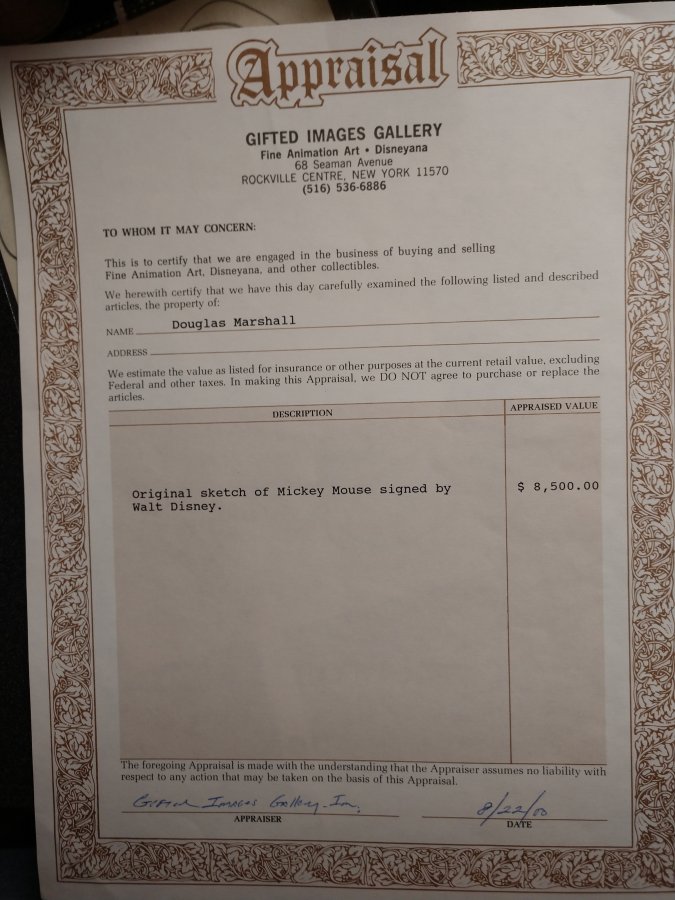 Appraisal
GIFTED IMAGES GALLERY
Fine Animation Art • Disneyana
68 Seaman Avenue
ROCKVILLE CENTRE, NEW YORK 11570
(516) 536-6886
TO WHOM IT MAY CONCERN:
This is to certify that we are engaged in the business of buying and selling
Fine Animation Art, Disneyana, and other collectibles.
We herewith certify that we have this day carefully examined the following listed and described
articles, the property of:
NAME Douglas Marshall
ADDRESS
We estimate the value as listed for insurance or other purposes at the current retail value, excluding
Federal and other taxes. In making this Appraisal, we DO NOT agree to purchase or replace the
articles.
DESCRIPTION APPRAISED VALUE
Original sketch of Mickey Mouse signed by $ 8,500.00
Walt Disney.
The foregoing Appraisal is made with the understanding that the Appraiser assumes no liability with
respect to any action that may be taken on the basis of this Appraisal.
Gifted Images Gallery, Inc. 8/22/00
APPRAISER DATE